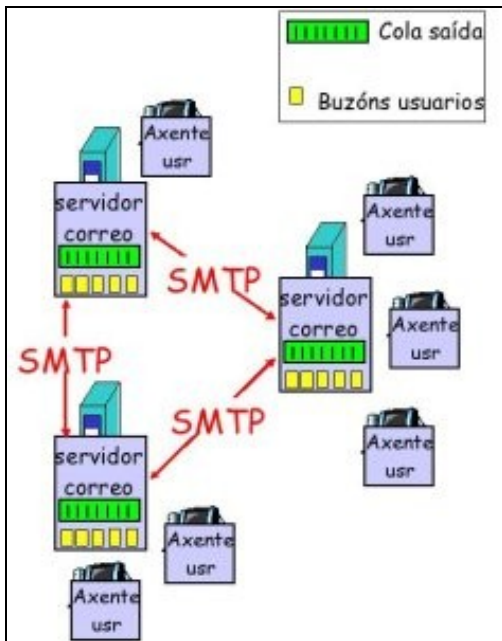 Cola saída
Buzóns usuarios
Axente
usr
servidor
correo
Axente
usr
SMTP
servidor
correo
Axente
usr
SMTP
SMTP
servidor
correo
Axente
usr
Axente
usr
Axente
usr